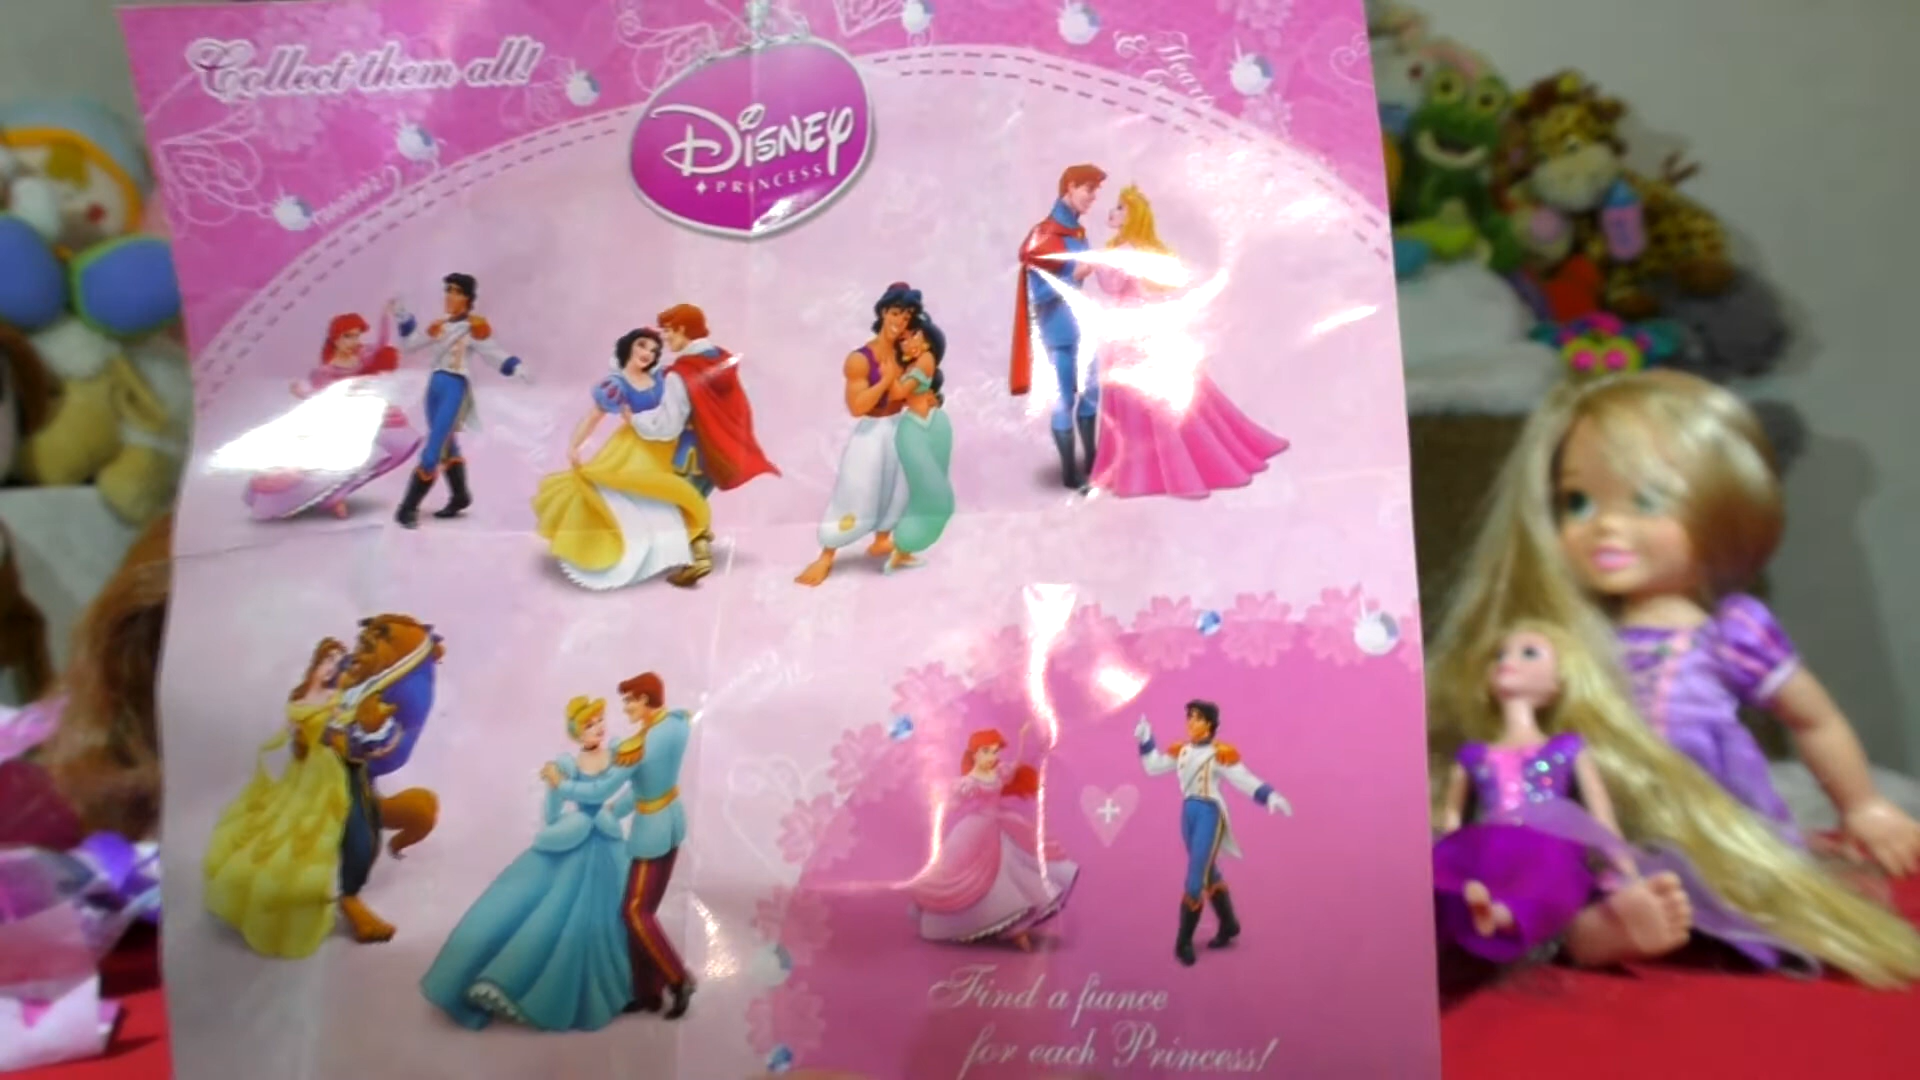 Collect them all!
Disney
PRINCESS
Find a fiance
for each Princess!